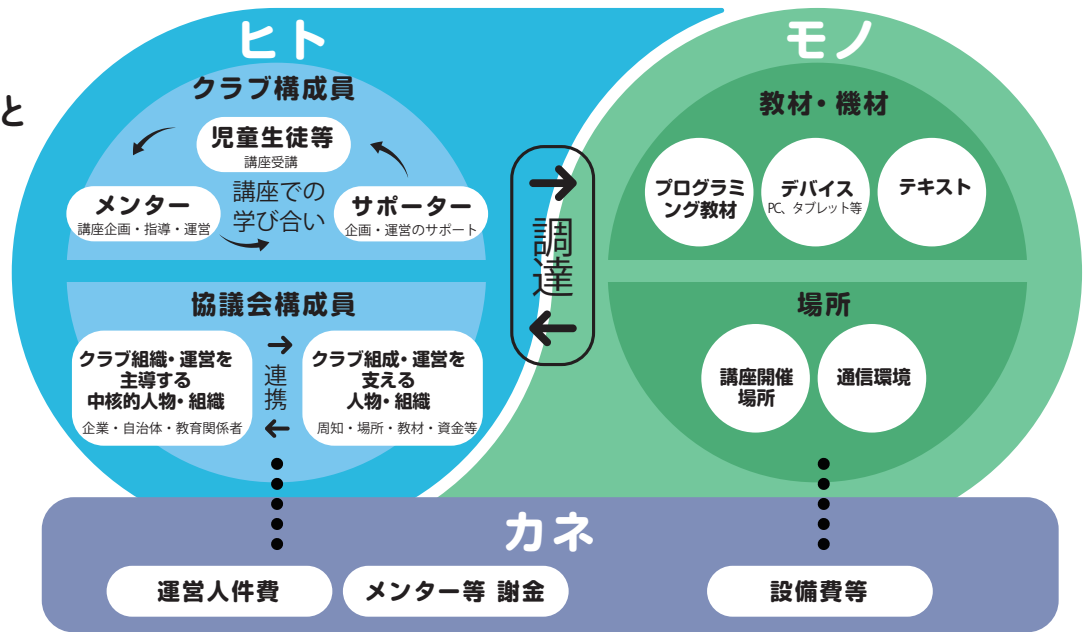 と
ヒト
クラブ構成員
児童生徒等
講座受講
メンター
講座企画・指導・運営
講座での
学び合い
サポーター
企画・運営のサポート
協議会構成員
クラブ組織・運営を
主導する
中核的人物・組織
企業・自治体・教育関係者
連携
クラブ組成・運営を
支える
人物・組織
周知・場所・教材・資金等
調達
モノ
教材・機材
プログラミ
ング教材
デバイス
PC、タブレット等
テキスト
場所
講座開催
場所
通信環境
カネ
運営人件費
メンター等 謝金
設備費等